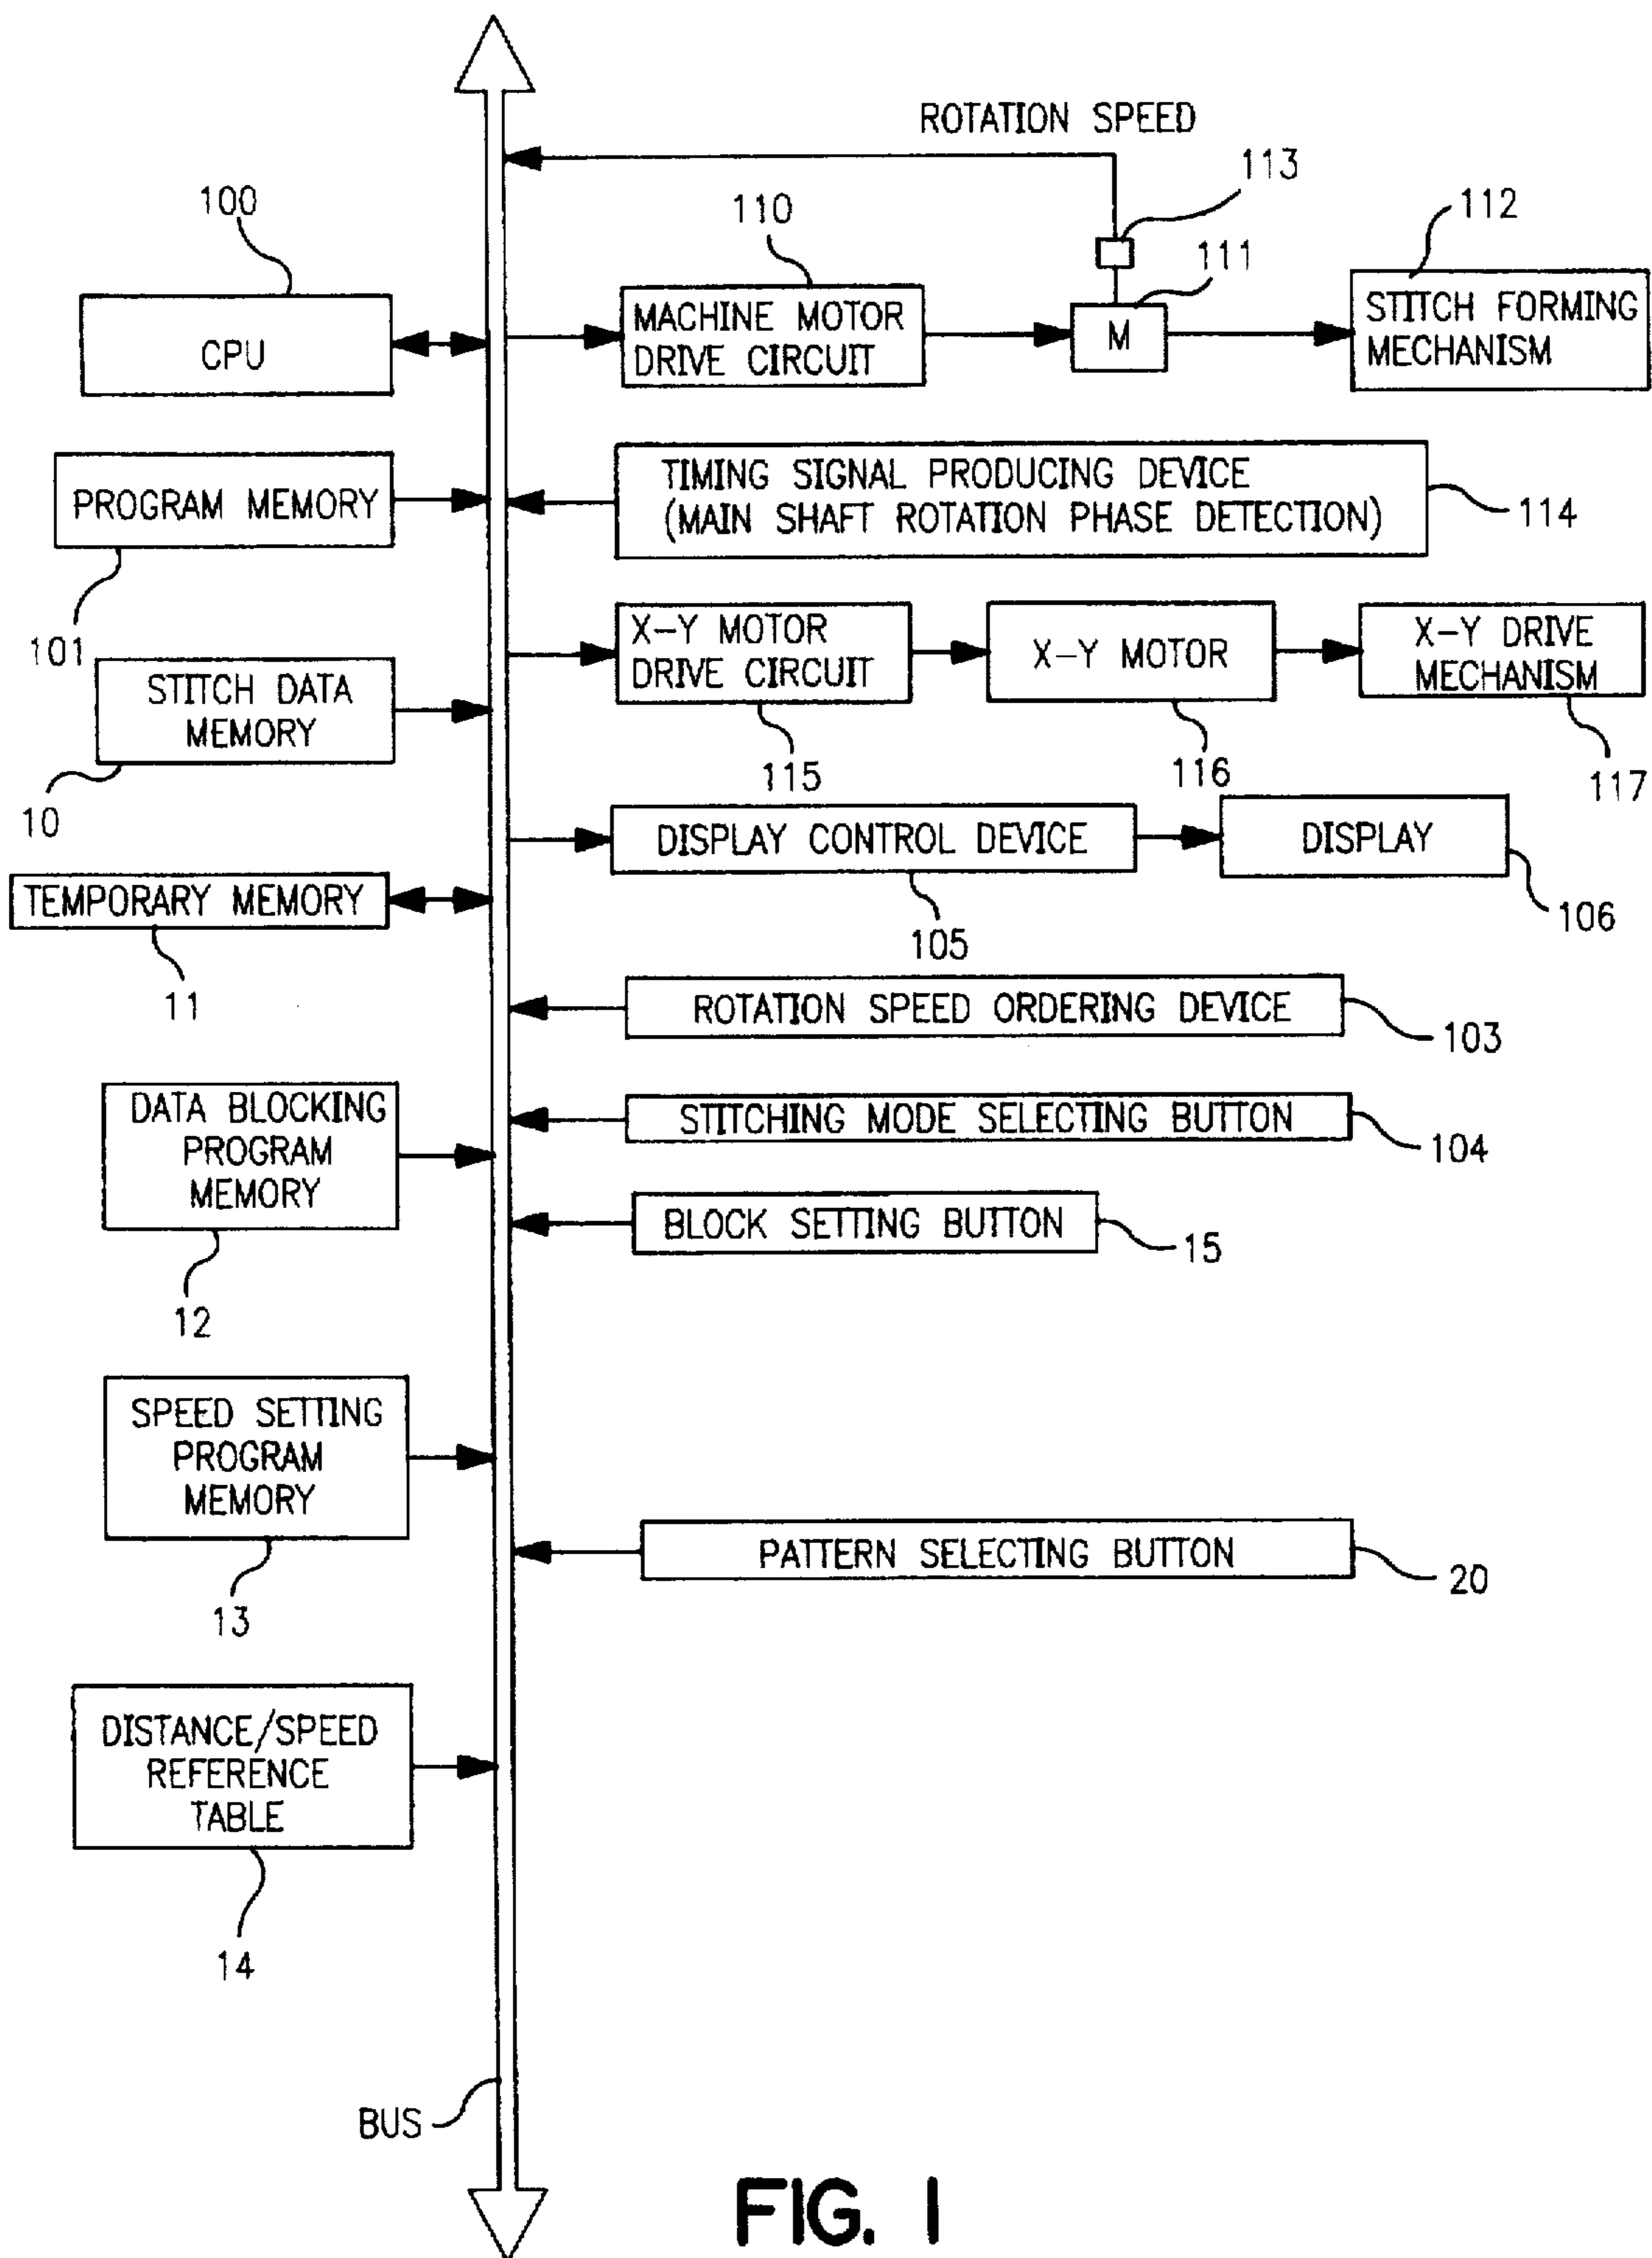 ROTATION SPEED
113
100
110
112
111
CPU
MACHINE MOTOR
DRIVE CIRCUIT
M
STITCH FORMING
MECHANISM
PROGRAM MEMORY
101
TIMING SIGNAL PRODUCING DEVICE
(MAIN SHAFT ROTATION PHASE DETECTION)
114
STITCH DATA
MEMORY
10
X-Y MOTOR
DRIVE CIRCUIT
115
X-Y MOTOR
116
X-Y DRIVE
MECHANISM
117
TEMPORARY MEMORY
11
DISPLAY CONTROL DEVICE
105
DISPLAY
106
ROTATION SPEED ORDERING DEVICE
103
DATA BLOCKING
PROGRAM
MEMORY
12
STITCHING MODE SELECTING BUTTON
104
BLOCK SETTING BUTTON
15
SPEED SETTING
PROGRAM
MEMORY
13
PATTERN SELECTING BUTTON
20
DISTANCE/SPEED
REFERENCE
TABLE
14
BUS
FIG. 1